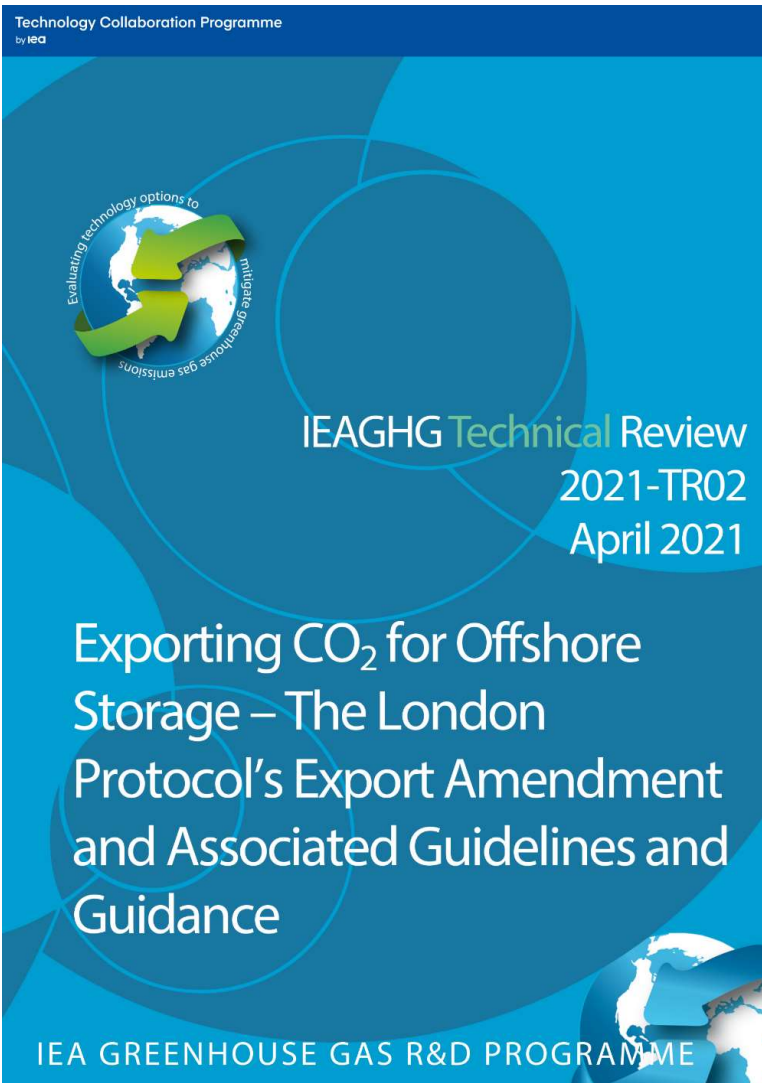 Technology Collaboration Programme
by iea
Evaluating technology options to
mitigate greenhouse gas emissions
IEAGHG Technical Review
2021-TR02
April 2021
Exporting CO₂ for Offshore
Storage – The London
Protocol's Export Amendment
and Associated Guidelines and
Guidance
IEA GREENHOUSE GAS R&D PROGRAMME